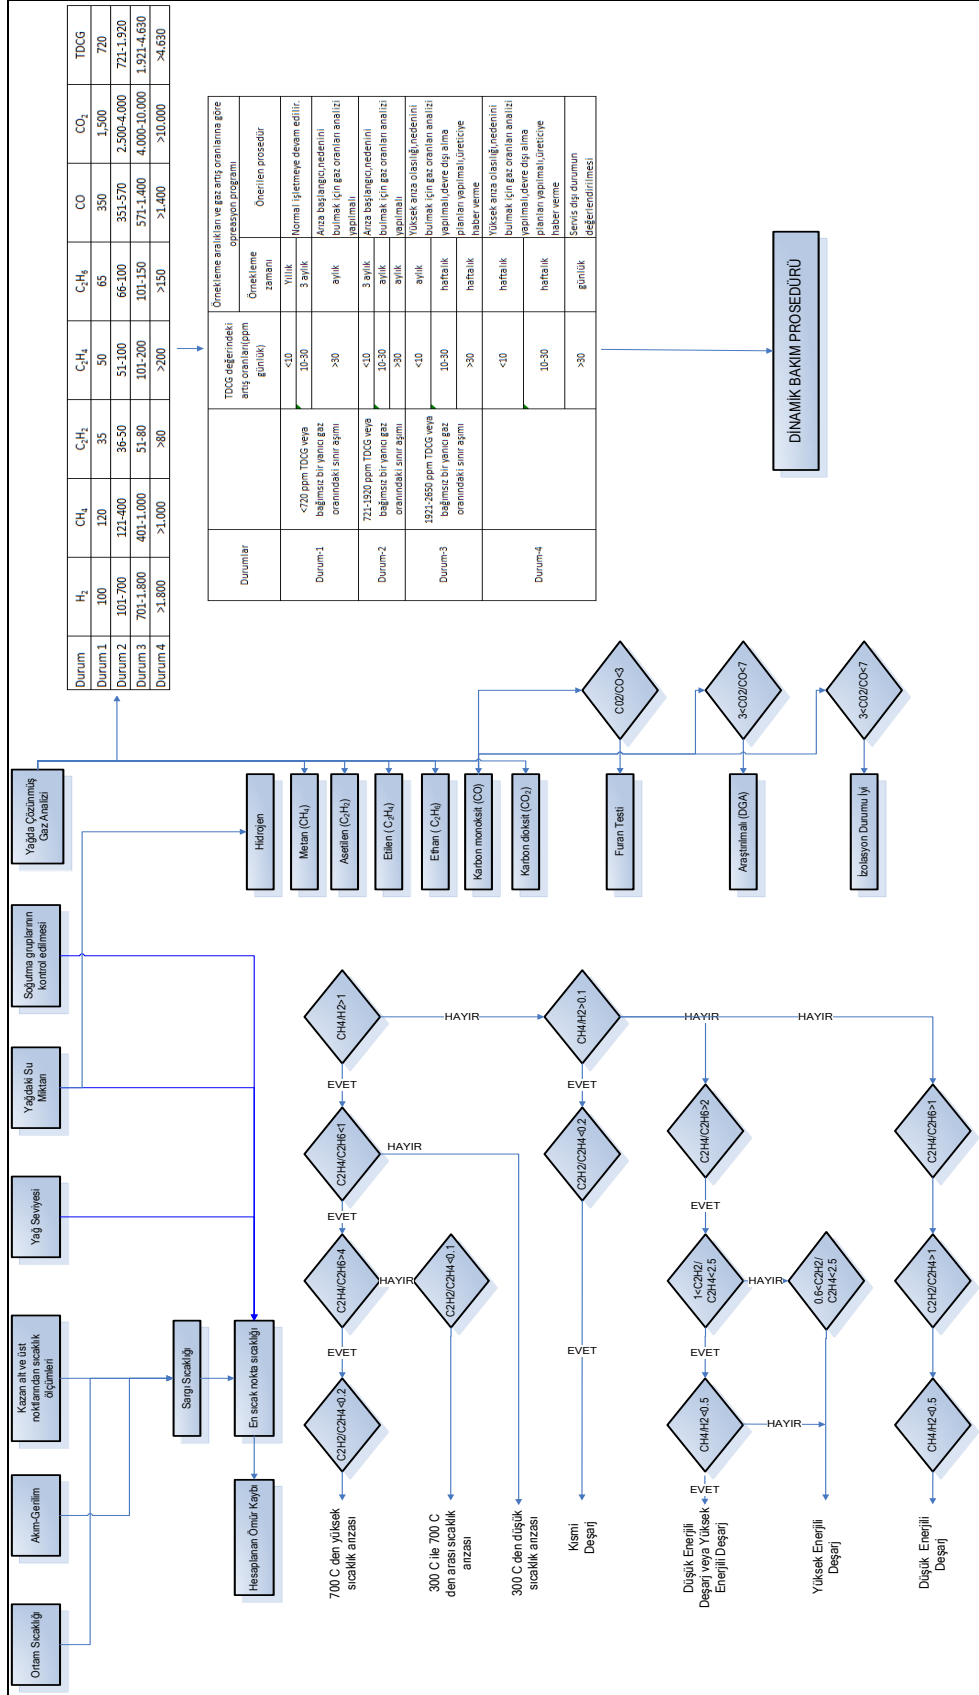 Ortam Sıcaklığı
Akım-Gerilim
Kazan alt ve üst
noktlarından sıcaklık
ölçümleri
Yağ Seviyesi
Yağdaki Su
Miktarı
Soğutma gruplarının
kontrol edilmesi
Yağda Çözünmüş
Gaz Analizi
Sargı Sıcaklığı
Hesaplanan Ömür Kaybı
En sıcak nokta sıcaklığı
Hidrojen
Metan (CH₄)
Asetilen (C₂H₂)
Etilen ( C₂H₄)
Ethan ( C₂H₆)
Karbon monoksit (CO)
Karbon dioksit (CO₂)
Furan Testi
Araştırılmalı (DGA)
İzolasyon Durumu İyi
C02/CO<3
3<C02/CO<7
3<C02/CO<7
CH4/H2>1
HAYIR
CH4/H2>0.1
HAYIR
HAYIR
EVET
EVET
C2H4/C2H6<1
HAYIR
C2H2/C2H4<0.2
C2H4/C2H6>2
C2H4/C2H6>1
EVET
EVET
C2H4/C2H6>4
HAYIR
C2H2/C2H4<0.1
1<C2H2/
C2H4<2.5
HAYIR
0.6<C2H2/
C2H4<2.5
C2H2/C2H4>1
EVET
EVET
EVET
C2H2/C2H4<0.2
CH4/H2<0.5
HAYIR
CH4/H2<0.5
EVET
700 C den yüksek
sıcaklık arızası
300 C ile 700 C
den arası sıcaklık
arızası
300 C den düşük
sıcaklık arızası
Kısmi
Deşarj
Düşük Enerjili
Deşarj veya Yüksek
Enerjili Deşarj
Yüksek Enerjili
Deşarj
Düşük Enerjili
Deşarj
Durum H₂ CH₄ C₂H₂ C₂H₄ C₂H₆ CO CO₂ TDCG
Durum 1 100 120 35 50 65 350 1,500 720
Durum 2 101-700 121-400 36-50 51-100 66-100 351-570 2.500-4.000 721-1.920
Durum 3 701-1.800 401-1.000 51-80 101-200 101-150 571-1.400 4.000-10.000 1.921-4.630
Durum 4 >1.800 >1.000 >80 >200 >150 >1.400 >10.000 >4.630
Durumlar
TDCG değerindeki
artış oranları(ppm
günlük)
Örnekleme aralıkları ve gaz artış oranlarına göre
opreasyon programı
Örnekleme
zamanı
Önerilen prosedür
Durum-1
<720 ppm TDCG veya
bağımsız bir yanıcı gaz
oranındaki sınır aşımı
<10 Yıllık Normal işletmeye devam edilir.
10-30 3 aylık
>30 aylık
Arıza başlangıcı,nedenini
bulmak için gaz oranları analizi
yapılmalı
Durum-2
721-1920 ppm TDCG veya
bağımsız bir yanıcı gaz
oranındaki sınır aşımı
<10 3 aylık
10-30 aylık
>30 aylık
Arıza başlangıcı,nedenini
bulmak için gaz oranları analizi
yapılmalı
Durum-3
1921-2650 ppm TDCG veya
bağımsız bir yanıcı gaz
oranındaki sınır aşımı
<10 aylık
10-30 haftalık
>30 haftalık
Yüksek arıza olasılığı,nedenini
bulmak için gaz oranları analizi
yapılmalı,devre dışı alma
planları yapılmalı,üreticiye
haber verme
Durum-4
<10 haftalık
10-30 haftalık
Yüksek arıza olasılığı,nedenini
bulmak için gaz oranları analizi
yapılmalı,devre dışı alma
planları yapılmalı,üreticiye
haber verme
>30 günlük
Servis dışı durumun
değerlendirilmesi
DİNAMİK BAKIM PROSEDÜRÜ